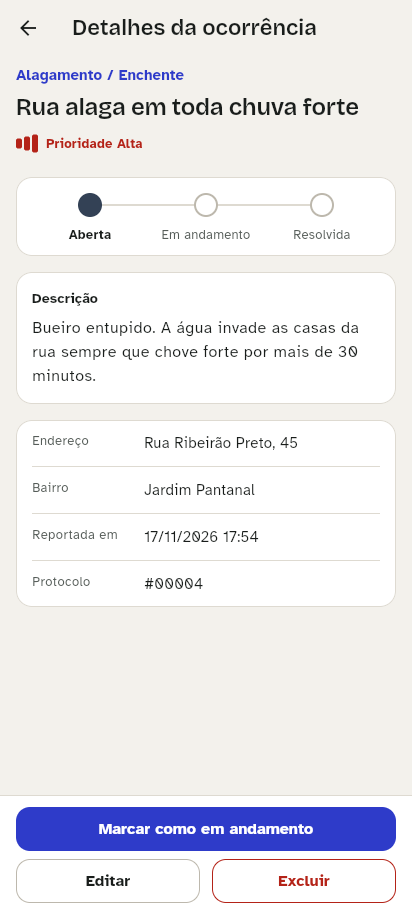 Detalhes da ocorrência
Alagamento / Enchente
Rua alaga em toda chuva forte
Prioridade Alta
Aberta
Em andamento
Resolvida
Descrição
Bueiro entupido. A água invade as casas da
rua sempre que chove forte por mais de 30
minutos.
Endereço
Rua Ribeirão Preto, 45
Bairro
Jardim Pantanal
Reportada em
17/11/2026 17:54
Protocolo
#00004
Marcar como em andamento
Editar
Excluir